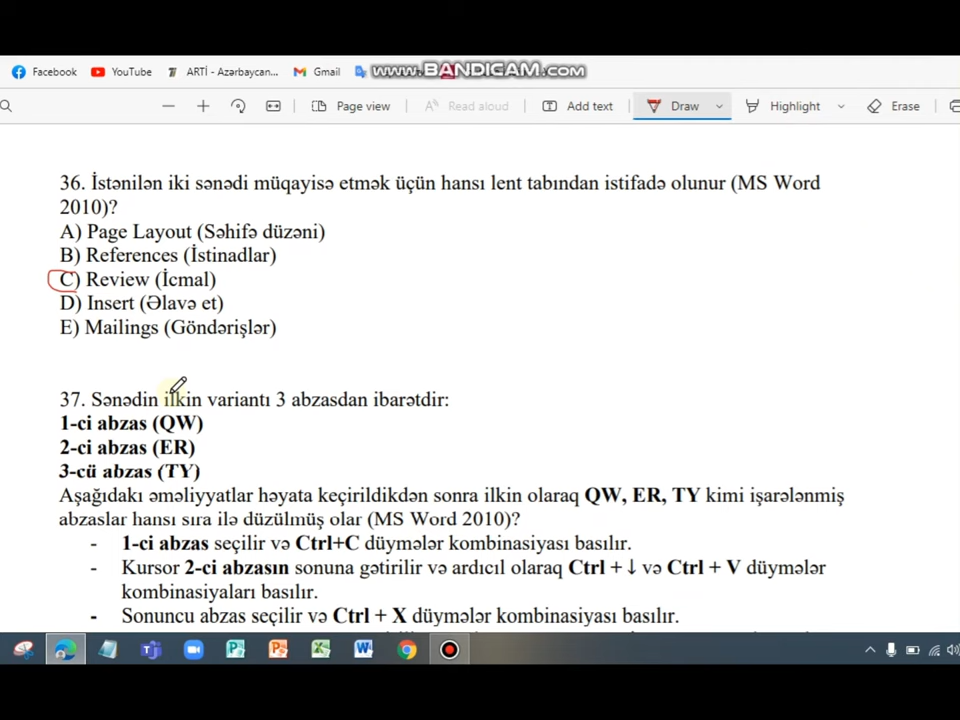 Facebook YouTube ARTİ - Azərbaycan... Gmail www.BANDICAM.com
Page view Read aloud Add text Draw Highlight Erase
36. İstənilən iki sənədi müqayisə etmək üçün hansı lent tabından istifadə olunur (MS Word
2010)?
A) Page Layout (Səhifə düzəni)
B) References (İstinadlar)
C) Review (İcmal)
D) Insert (Əlavə et)
E) Mailings (Göndərişlər)
37. Sənədin ilkin variantı 3 abzasdan ibarətdir:
1-ci abzas (QW)
2-ci abzas (ER)
3-cü abzas (TY)
Aşağıdakı əməliyyatlar həyata keçirildikdən sonra ilkin olaraq QW, ER, TY kimi işarələnmiş
abzaslar hansı sıra ilə düzülmüş olar (MS Word 2010)?
- 1-ci abzas seçilir və Ctrl+C düymələr kombinasiyası basılır.
- Kursor 2-ci abzasın sonuna gətirilir və ardıcıl olaraq Ctrl + ↓ və Ctrl + V düymələr
kombinasiyaları basılır.
- Sonuncu abzas seçilir və Ctrl + X düymələr kombinasiyası basılır.